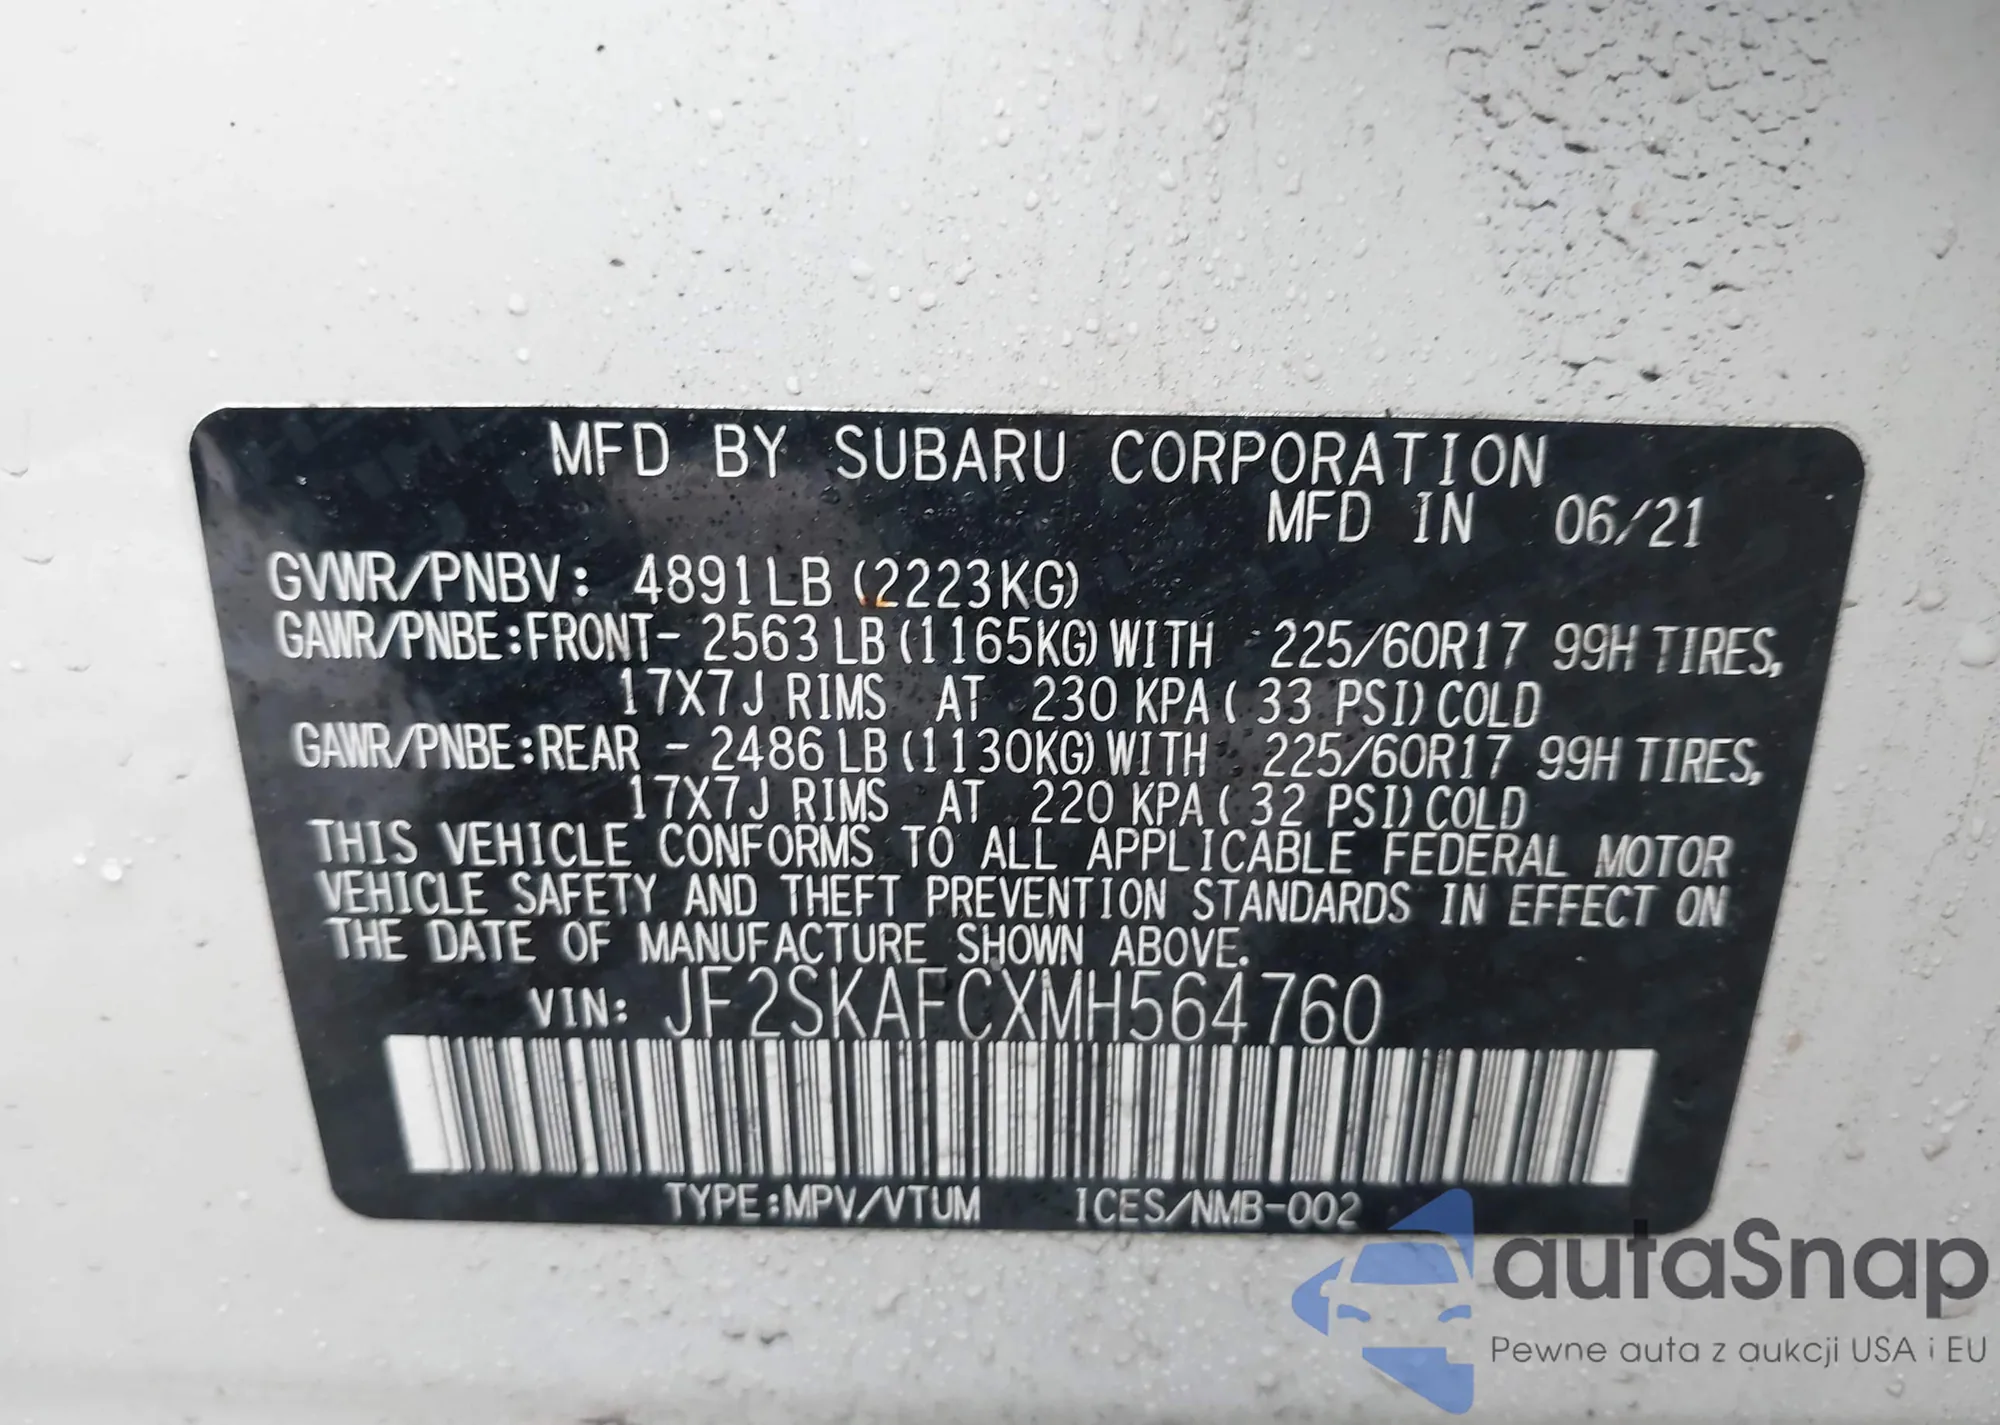 MFD BY SUBARU CORPORATION
MFD IN 06/21
GVWR/PNBV: 4891LB (2223KG)
GAWR/PNBE:FRONT- 2563 LB (1165KG) WITH 225/60R17 99H TIRES,
17X7J RIMS AT 230 KPA ( 33 PSI) COLD
GAWR/PNBE:REAR - 2486 LB (1130KG) WITH 225/60R17 99H TIRES,
17X7J RIMS AT 220 KPA ( 32 PSI) COLD
THIS VEHICLE CONFORMS TO ALL APPLICABLE FEDERAL MOTOR
VEHICLE SAFETY AND THEFT PREVENTION STANDARDS IN EFFECT ON
THE DATE OF MANUFACTURE SHOWN ABOVE.
VIN: JF2SKAFCXMH564760
TYPE:MPV/VTUM ICES/NMB-002
autaSnap
Pewne auta z aukcji USA i EU